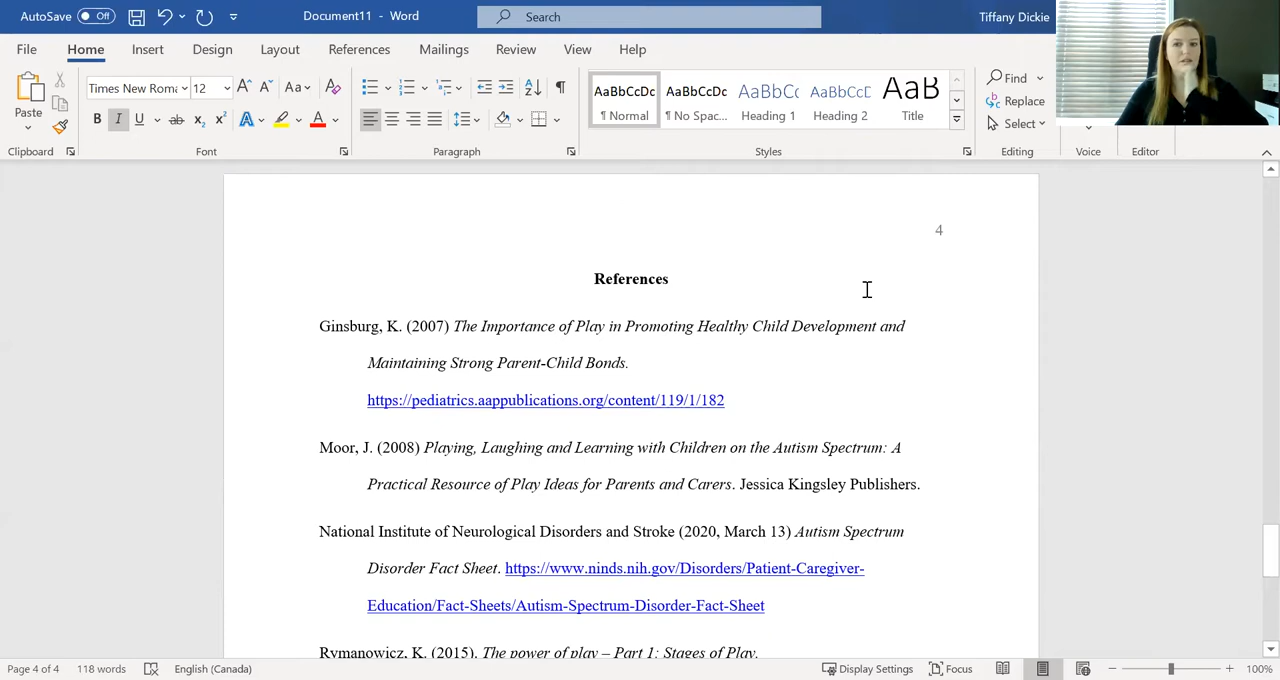 AutoSave Off Document11 - Word Search Tiffany Dickie
File Home Insert Design Layout References Mailings Review View Help
Times New Roma 12 Aa AaBbCcDc AaBbCcDc AaBbCc AaBbCcD AaB Find
Paste B I U ab x₂ x² A A ¶ Normal ¶ No Spac... Heading 1 Heading 2 Title Replace
Select
Clipboard Font Paragraph Styles Editing Voice Editor
4
References
Ginsburg, K. (2007) The Importance of Play in Promoting Healthy Child Development and
Maintaining Strong Parent-Child Bonds.
https://pediatrics.aappublications.org/content/119/1/182
Moor, J. (2008) Playing, Laughing and Learning with Children on the Autism Spectrum: A
Practical Resource of Play Ideas for Parents and Carers. Jessica Kingsley Publishers.
National Institute of Neurological Disorders and Stroke (2020, March 13) Autism Spectrum
Disorder Fact Sheet. https://www.ninds.nih.gov/Disorders/Patient-Caregiver-
Education/Fact-Sheets/Autism-Spectrum-Disorder-Fact-Sheet
Rymanowicz, K. (2015). The power of play – Part 1: Stages of Play.
Page 4 of 4 118 words English (Canada) Display Settings Focus 100%